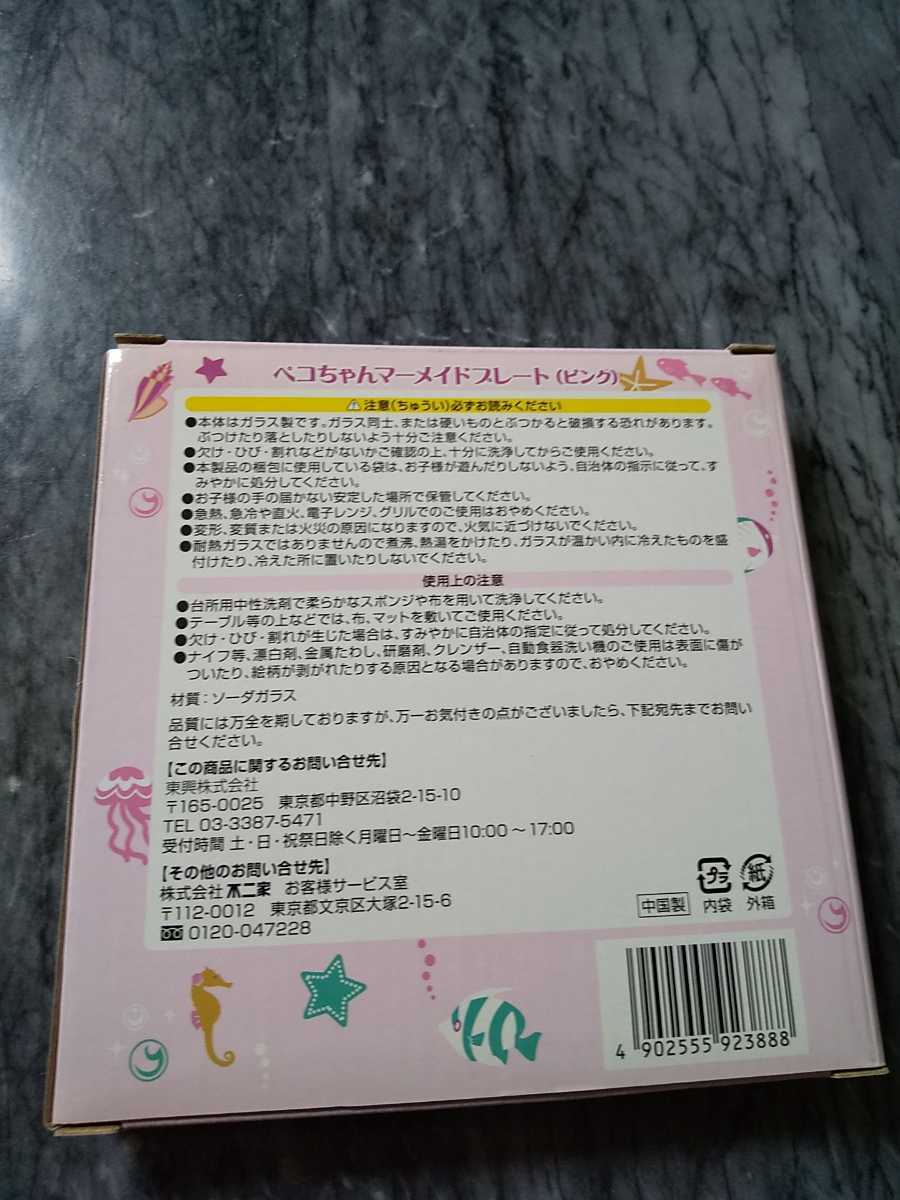 ペコちゃんマーメイドプレート（ピンク）
⚠注意（ちゅうい）必ずお読みください
●本体はガラス製です。ガラス同士、または硬いものとぶつかると破損する恐れがあります。
ぶつけたり落としたりしないよう十分ご注意ください。
●欠け・ひび・割れなどがないかご確認の上、十分に洗浄してからご使用ください。
●本製品の梱包に使用している袋は、お子様が遊んだりしないよう、自治体の指示に従って、す
みやかに処分してください。
●お子様の手の届かない安定した場所で保管してください。
●急熱、急冷や直火、電子レンジ、グリルでのご使用はおやめください。
●変形、変質または火災の原因になりますので、火気に近づけないでください。
●耐熱ガラスではありませんので煮沸、熱湯をかけたり、ガラスが温かい内に冷えたものを盛
付けたり、冷えた所に置いたりしないでください。
使用上の注意
●台所用中性洗剤で柔らかなスポンジや布を用いて洗浄してください。
●テーブル等の上などでは、布、マットを敷いてご使用ください。
●欠け・ひび・割れが生じた場合は、すみやかに自治体の指定に従って処分してください。
●ナイフ等、漂白剤、金属たわし、研磨剤、クレンザー、自動食器洗い機のご使用は表面に傷が
ついたり、絵柄が剥がれたりする原因となる場合がありますので、おやめください。
材質：ソーダガラス
品質には万全を期しておりますが、万一お気付きの点がございましたら、下記宛先までお問い
合せください。
【この商品に関するお問い合せ先】
東興株式会社
〒165-0025 東京都中野区沼袋2-15-10
TEL 03-3387-5471
受付時間 土・日・祝祭日除く月曜日〜金曜日10:00〜17:00
【その他のお問い合せ先】
株式会社 不二家 お客様サービス室
〒112-0012 東京都文京区大塚2-15-6
0120-047228
中国製
プラ
内袋
紙
外箱
4 902555 923888